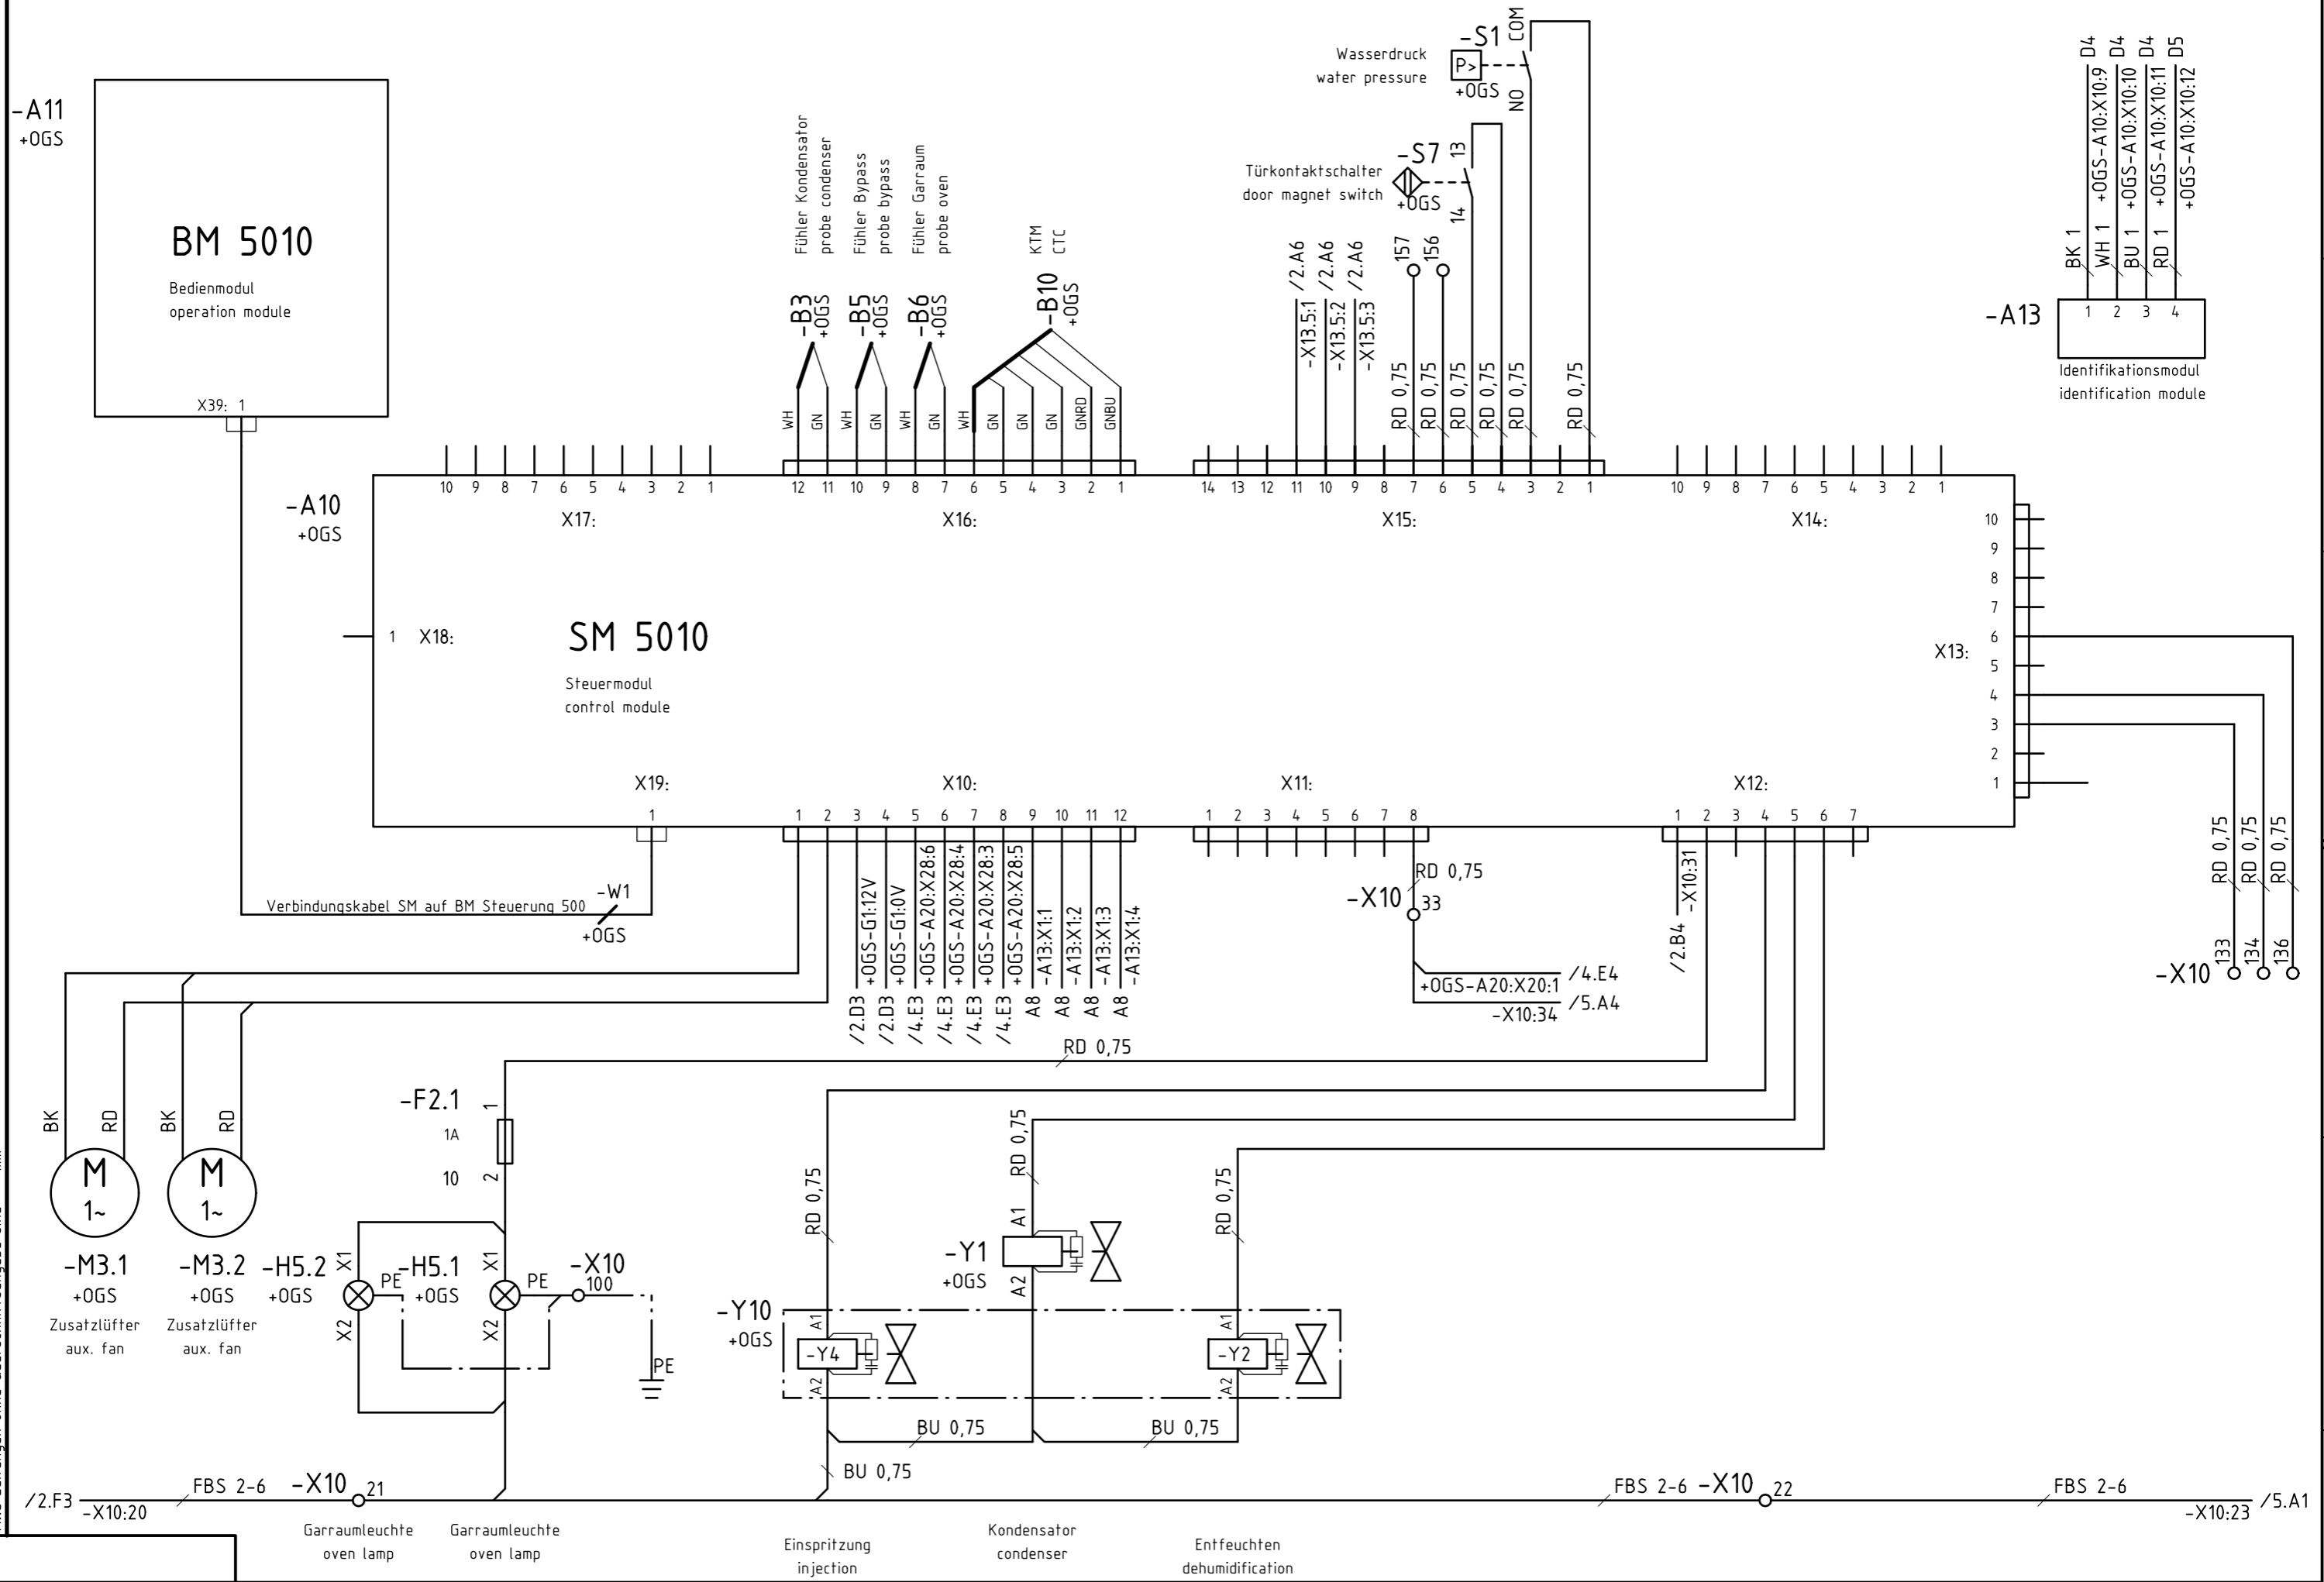 -A11
+OGS
BM 5010
Bedienmodul
operation module
X39: 1
Fühler Kondensator
probe condenser
Fühler Bypass
probe bypass
Fühler Garraum
probe oven
KTM
CTC
-B3
+OGS
-B5
+OGS
-B6
+OGS
-B10
+OGS
WH
GN
WH
GN
WH
GN
WH
GN
GN
GN
GNRD
GNBU
Wasserdruck
water pressure
-S1
P>
+OGS
COM
NO
Türkontaktschalter
door magnet switch
-S7
+OGS
13
14
/2.A6
/2.A6
/2.A6
-X13.5:1
-X13.5:2
-X13.5:3
157
156
RD 0,75
RD 0,75
RD 0,75
RD 0,75
RD 0,75
RD 0,75
D4
D4
D4
D5
+OGS-A10:X10:9
+OGS-A10:X10:10
+OGS-A10:X10:11
+OGS-A10:X10:12
BK 1
WH 1
BU 1
RD 1
-A13
1 2 3 4
Identifikationsmodul
identification module
-A10
+OGS
10 9 8 7 6 5 4 3 2 1
X17:
12 11 10 9 8 7 6 5 4 3 2 1
X16:
14 13 12 11 10 9 8 7 6 5 4 3 2 1
X15:
10 9 8 7 6 5 4 3 2 1
X14:
10
9
8
7
6
5
4
3
2
1
X13:
1 X18:
SM 5010
Steuermodul
control module
X19:
1
X10:
1 2 3 4 5 6 7 8 9 10 11 12
X11:
1 2 3 4 5 6 7 8
X12:
1 2 3 4 5 6 7
Verbindungskabel SM auf BM Steuerung 500
-W1
+OGS
+OGS-G1:12V
+OGS-G1:0V
+OGS-A20:X28:6
+OGS-A20:X28:4
+OGS-A20:X28:3
+OGS-A20:X28:5
-A13:X1:1
-A13:X1:2
-A13:X1:3
-A13:X1:4
/2.D3
/2.D3
/4.E3
/4.E3
/4.E3
/4.E3
A8
A8
A8
A8
RD 0,75
-X10
33
/4.E4
+OGS-A20:X20:1
/5.A4
-X10:34
-X10:31
/2.B4
RD 0,75
RD 0,75
RD 0,75
-X10
133
134
136
RD 0,75
BK
RD
BK
RD
M
1~
M
1~
-M3.1
+OGS
Zusatzlüfter
aux. fan
-M3.2
+OGS
Zusatzlüfter
aux. fan
-F2.1
1A
10
1
2
-H5.2
+OGS
X1
X2
PE
-H5.1
+OGS
X1
X2
PE
-X10
100
PE
RD 0,75
RD 0,75
RD 0,75
-Y1
+OGS
A1
A2
-Y10
+OGS
A1
-Y4
A2
A1
-Y2
A2
BU 0,75
BU 0,75
BU 0,75
/2.F3
-X10:20
FBS 2-6
-X10
21
FBS 2-6
-X10
22
FBS 2-6
-X10:23
/5.A1
Garraumleuchte
oven lamp
Garraumleuchte
oven lamp
Einspritzung
injection
Kondensator
condenser
Entfeuchten
dehumidification